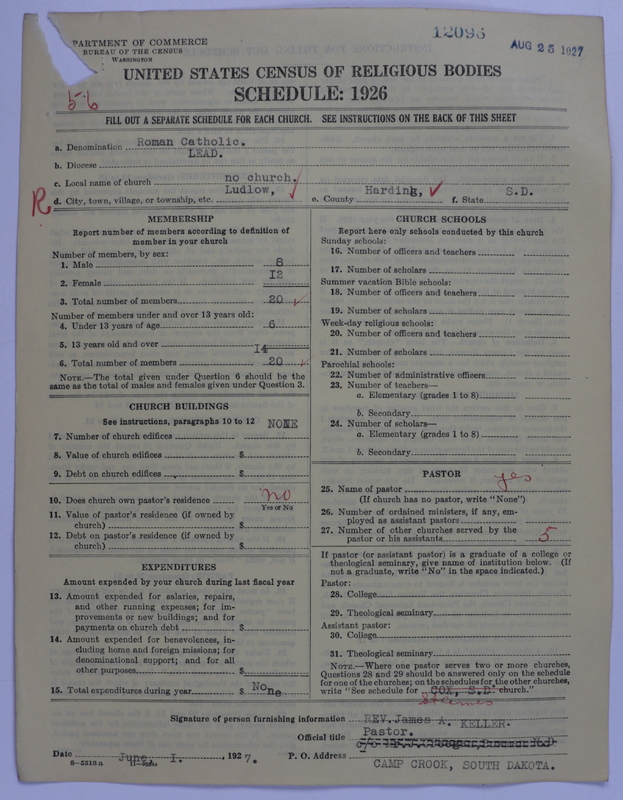 12093
AUG 25 1927
PARTMENT OF COMMERCE
BUREAU OF THE CENSUS
WASHINGTON
UNITED STATES CENSUS OF RELIGIOUS BODIES
SCHEDULE: 1926
56
FILL OUT A SEPARATE SCHEDULE FOR EACH CHURCH. SEE INSTRUCTIONS ON THE BACK OF THIS SHEET
a. Denomination Roman Catholic.
LEAD.
b. Diocese
c. Local name of church no church.
R d. City, town, village, or township, etc. Ludlow, e. County Harding, f. State S.D.
MEMBERSHIP
Report number of members according to definition of
member in your church
Number of members, by sex:
1. Male 8
2. Female I2
3. Total number of members 20
Number of members under and over 13 years old:
4. Under 13 years of age 6
5. 13 years old and over I4
6. Total number of members 20
NOTE.—The total given under Question 6 should be the
same as the total of males and females given under Question 3.
CHURCH BUILDINGS
See instructions, paragraphs 10 to 12 NONE
7. Number of church edifices
8. Value of church edifices $
9. Debt on church edifices $
10. Does church own pastor's residence no
Yes or No
11. Value of pastor's residence (if owned by
church) $
12. Debt on pastor's residence (if owned by
church) $
EXPENDITURES
Amount expended by your church during last fiscal year
13. Amount expended for salaries, repairs,
and other running expenses; for im-
provements or new buildings; and for
payments on church debt $
14. Amount expended for benevolences, in-
cluding home and foreign missions; for
denominational support; and for all
other purposes $
15. Total expenditures during year $ None
CHURCH SCHOOLS
Report here only schools conducted by this church
Sunday schools:
16. Number of officers and teachers
17. Number of scholars
Summer vacation Bible schools:
18. Number of officers and teachers
19. Number of scholars
Week-day religious schools:
20. Number of officers and teachers
21. Number of scholars
Parochial schools:
22. Number of administrative officers
23. Number of teachers—
a. Elementary (grades 1 to 8)
b. Secondary
24. Number of scholars—
a. Elementary (grades 1 to 8)
b. Secondary
PASTOR
25. Name of pastor yes
(If church has no pastor, write "None")
26. Number of ordained ministers, if any, em-
ployed as assistant pastors
27. Number of other churches served by the
pastor or his assistants 5
If pastor (or assistant pastor) is a graduate of a college or
theological seminary, give name of institution below. (If
not a graduate, write "No" in the space indicated.)
Pastor:
28. College
29. Theological seminary
Assistant pastor:
30. College
31. Theological seminary
NOTE.—Where one pastor serves two or more churches,
Questions 28 and 29 should be answered only on the schedule
for one of the churches; on the schedules for the other churches,
write "See schedule for COX, S.D. church."
Signature of person furnishing information REV. James A. KELLER.
Official title Pastor.
Date June, I. , 1927. P. O. Address
CAMP CROOK, SOUTH DAKOTA.
8—5318a